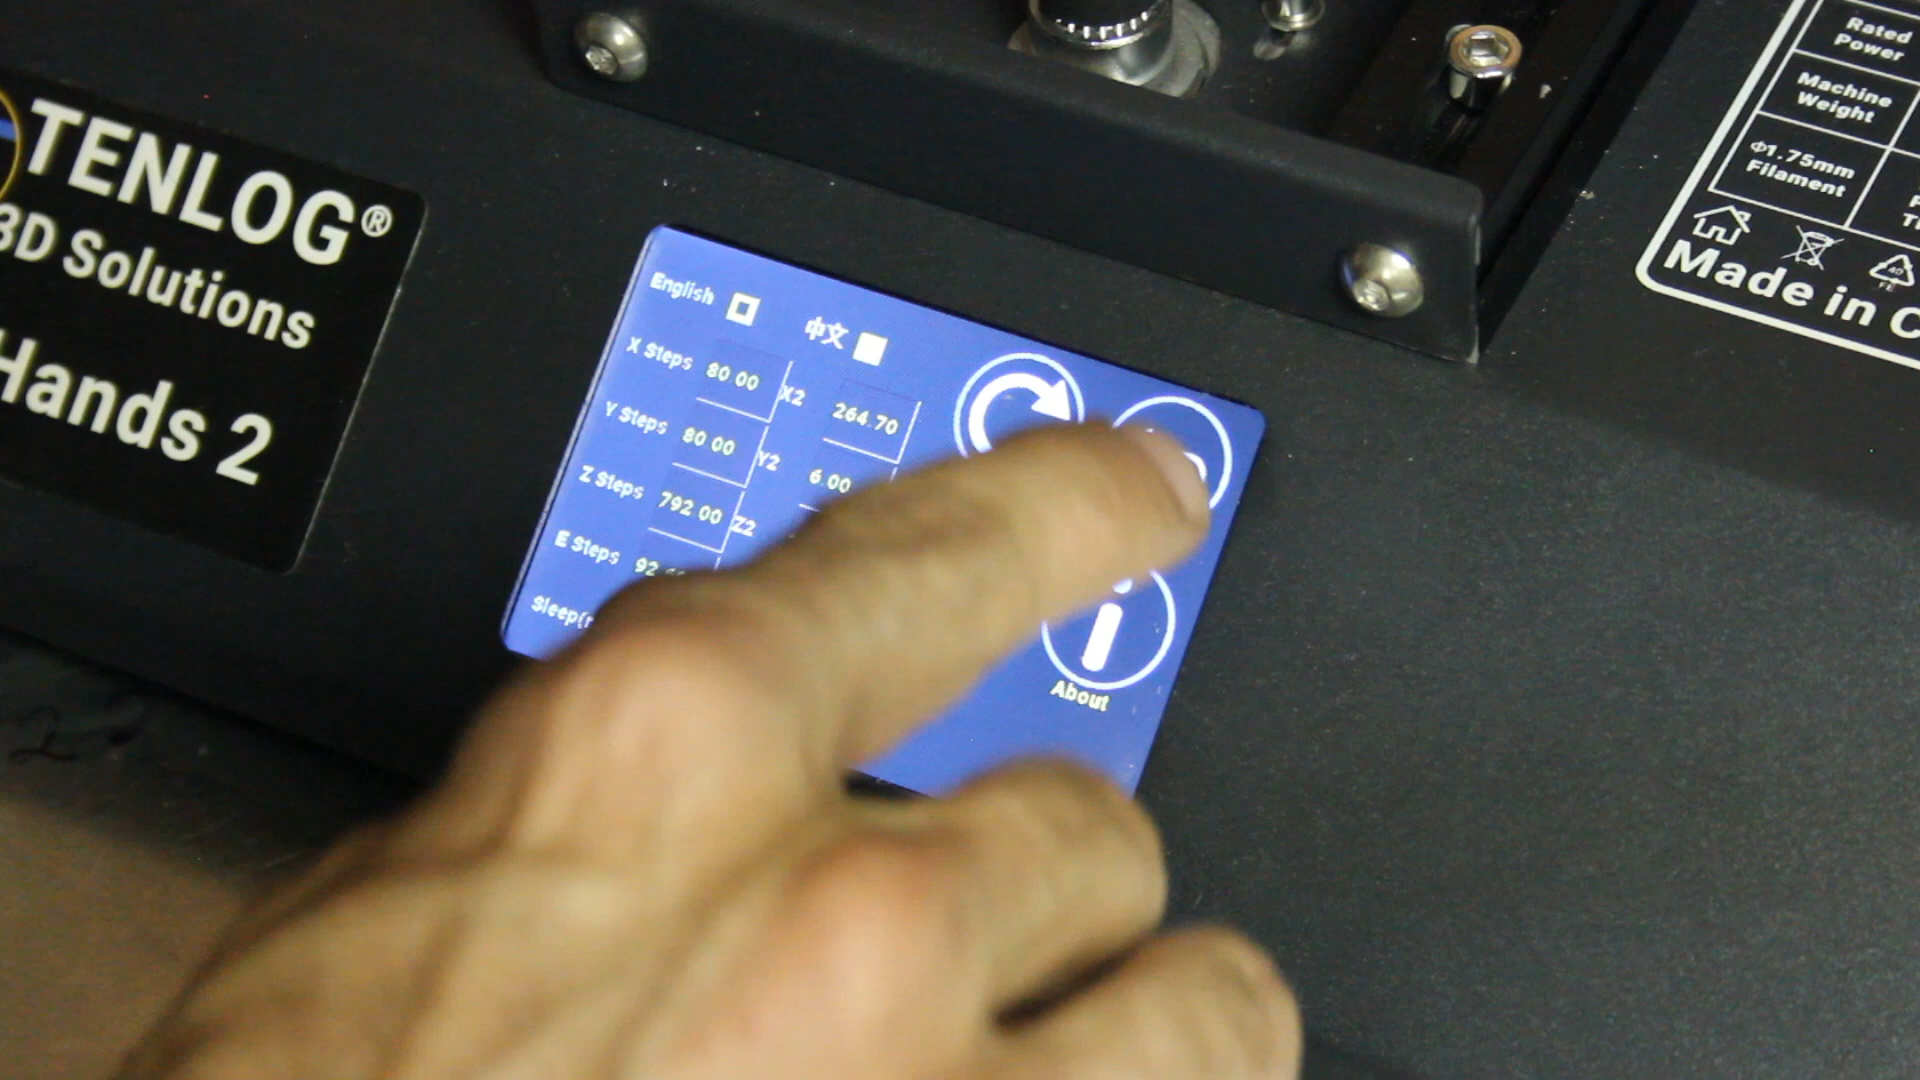 TENLOG®
3D Solutions
Hands 2
English 中文
X Steps 80.00 X2 264.70
Y Steps 80.00 Y2 6.00
Z Steps 792.00 Z2
E Steps
About
Rated
Power
Machine
Weight
Φ1.75mm
Filament
Made in